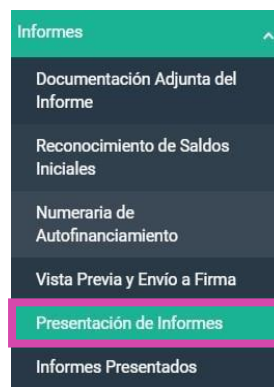 Informes
Documentación Adjunta del
Informe
Reconocimiento de Saldos
Iniciales
Numeraria de
Autofinanciamiento
Vista Previa y Envío a Firma
Presentación de Informes
Informes Presentados